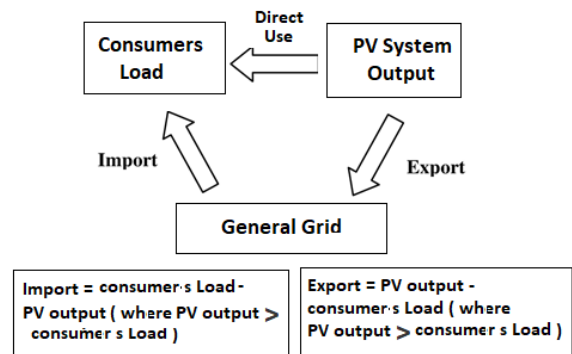 Direct
Use
Consumers
Load
PV System
Output
Import
Export
General Grid
Import = consumer·s Load-
PV output ( where PV output >
consumer s Load )
Export = PV output -
consumer·s Load ( where
PV output > consumer s Load )